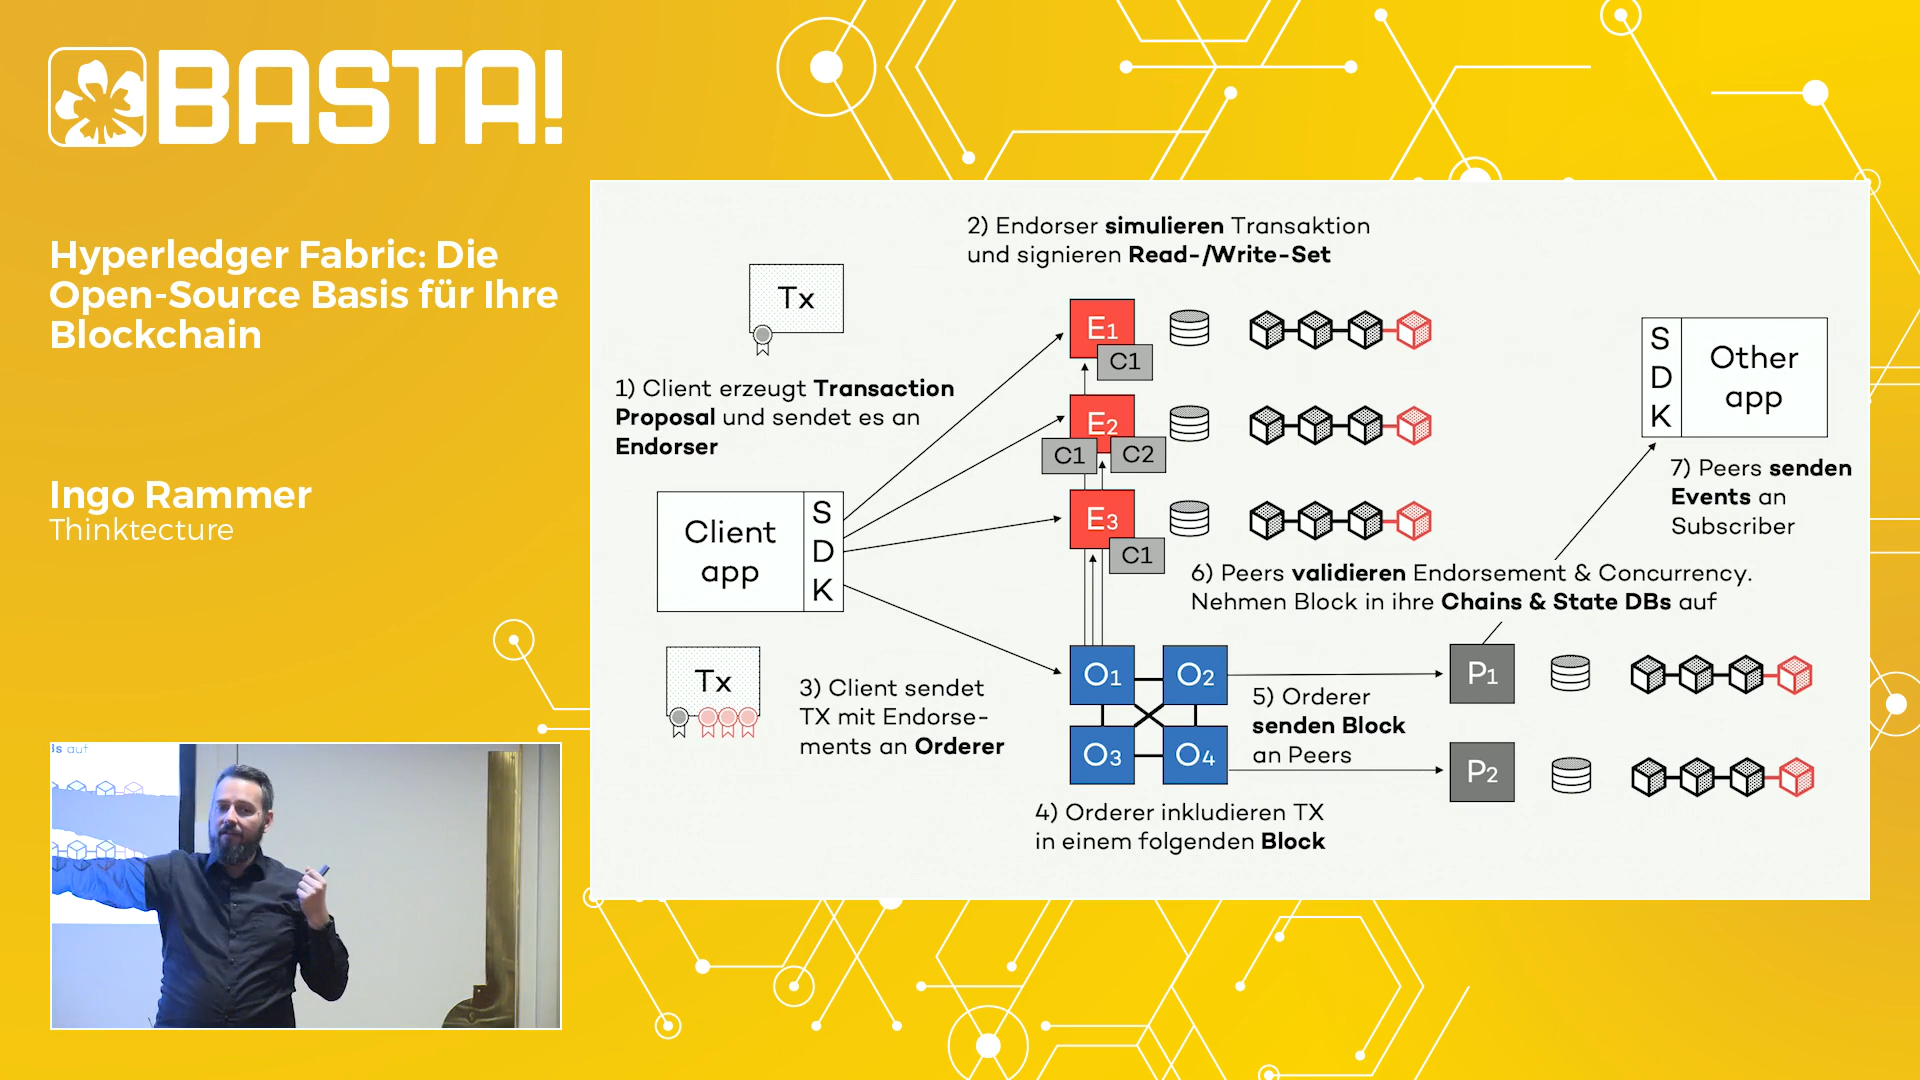 BASTA!
Hyperledger Fabric: Die
Open-Source Basis für Ihre
Blockchain
Ingo Rammer
Thinktecture
2) Endorser simulieren Transaktion
und signieren Read-/Write-Set
Tx
1) Client erzeugt Transaction
Proposal und sendet es an
Endorser
Client
app
SDK
E1
C1
E2
C1
C2
E3
C1
SDK
Other
app
7) Peers senden
Events an
Subscriber
6) Peers validieren Endorsement & Concurrency.
Nehmen Block in ihre Chains & State DBs auf
Tx
3) Client sendet
TX mit Endorse-
ments an Orderer
O1
O2
O3
O4
5) Orderer
senden Block
an Peers
P1
P2
4) Orderer inkludieren TX
in einem folgenden Block
Bs auf